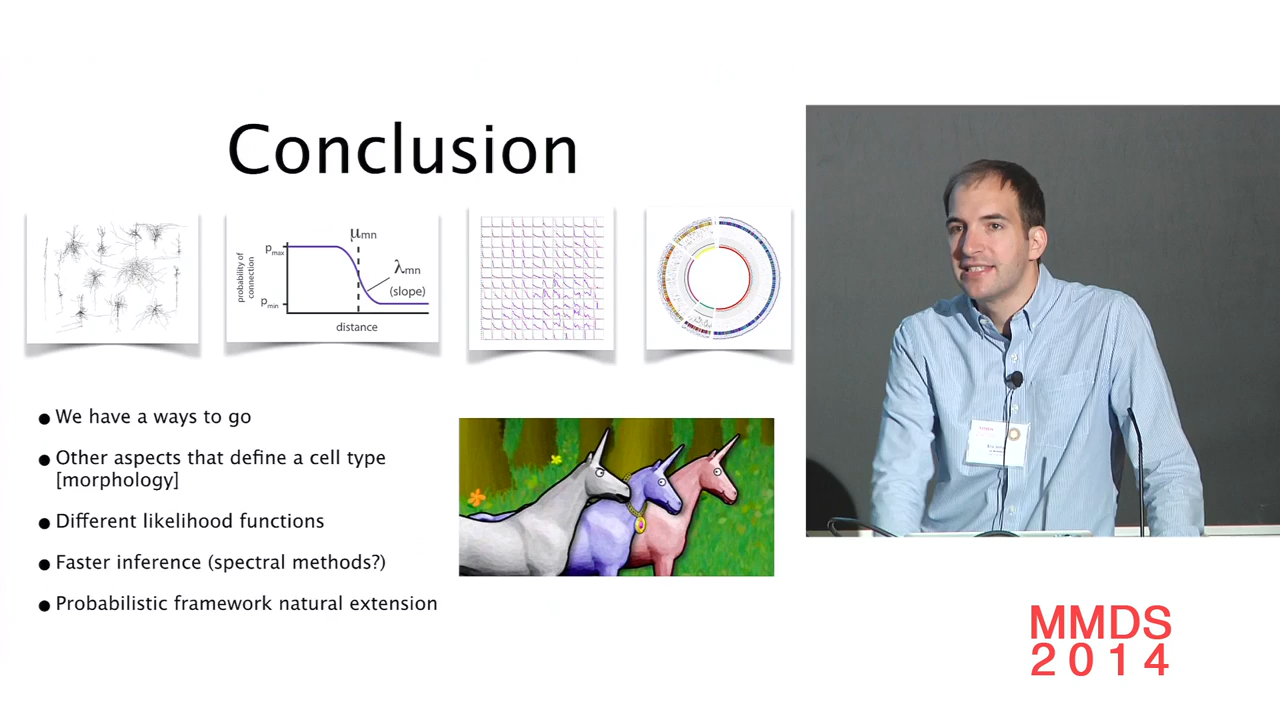 Conclusion
μmn
pmax
λmn
(slope)
probability of
connection
pmin
distance
We have a ways to go
Other aspects that define a cell type
[morphology]
Different likelihood functions
Faster inference (spectral methods?)
Probabilistic framework natural extension
MMDS
2014